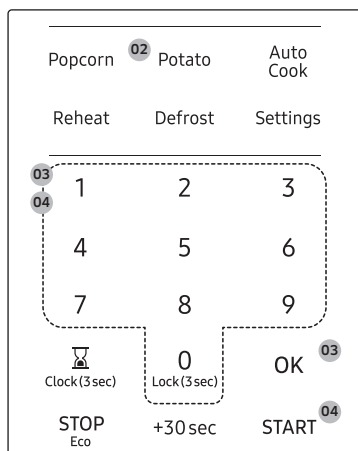 Popcorn 02 Potato Auto
Cook
Reheat Defrost Settings
03 1 2 3
04
4 5 6
7 8 9
0 OK 03
Clock(3 sec) Lock(3 sec)
STOP +30 sec START 04
Eco